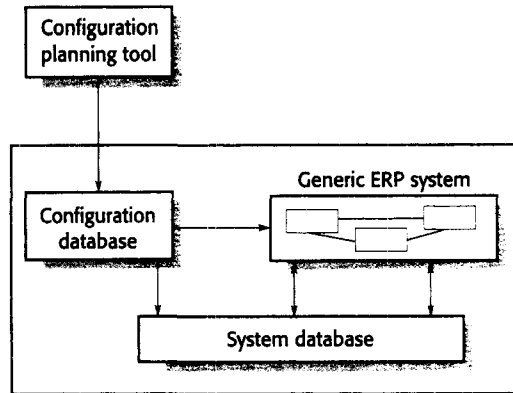 Configuration
planning tool
Generic ERP system
Configuration
database
System database